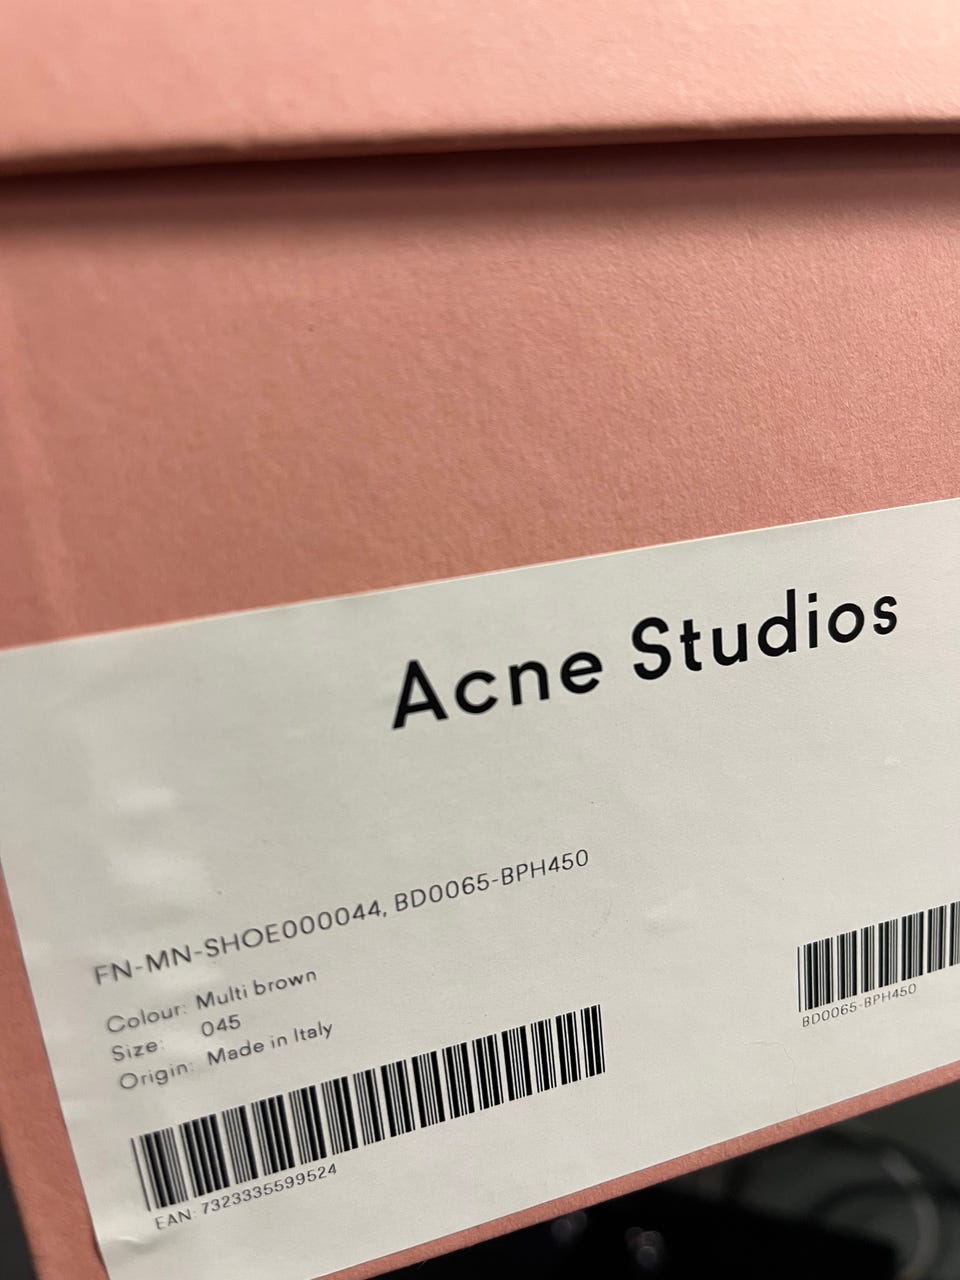 Acne Studios
FN-MN-SHOE000044, BD0065-BPH450
Colour: Multi brown
Size: 045
Origin: Made in Italy
EAN: 7323335599524
BD0065-BPH450